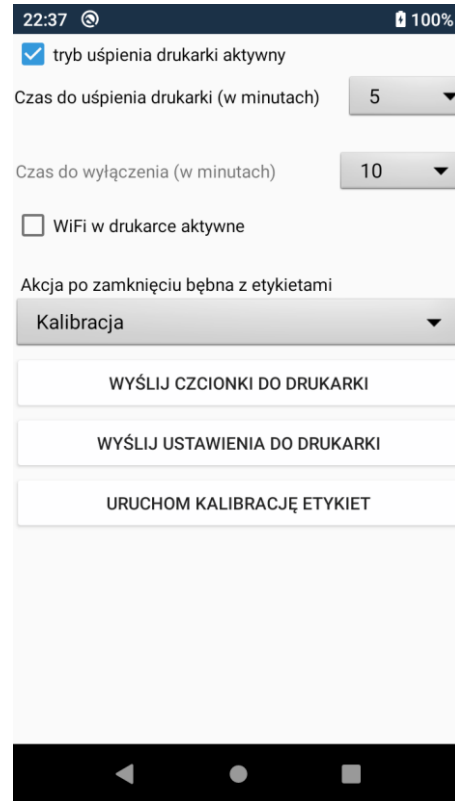 22:37 100%
tryb uśpienia drukarki aktywny
Czas do uśpienia drukarki (w minutach) 5
Czas do wyłączenia (w minutach) 10
WiFi w drukarce aktywne
Akcja po zamknięciu bębna z etykietami
Kalibracja
WYŚLIJ CZCIONKI DO DRUKARKI
WYŚLIJ USTAWIENIA DO DRUKARKI
URUCHOM KALIBRACJĘ ETYKIET